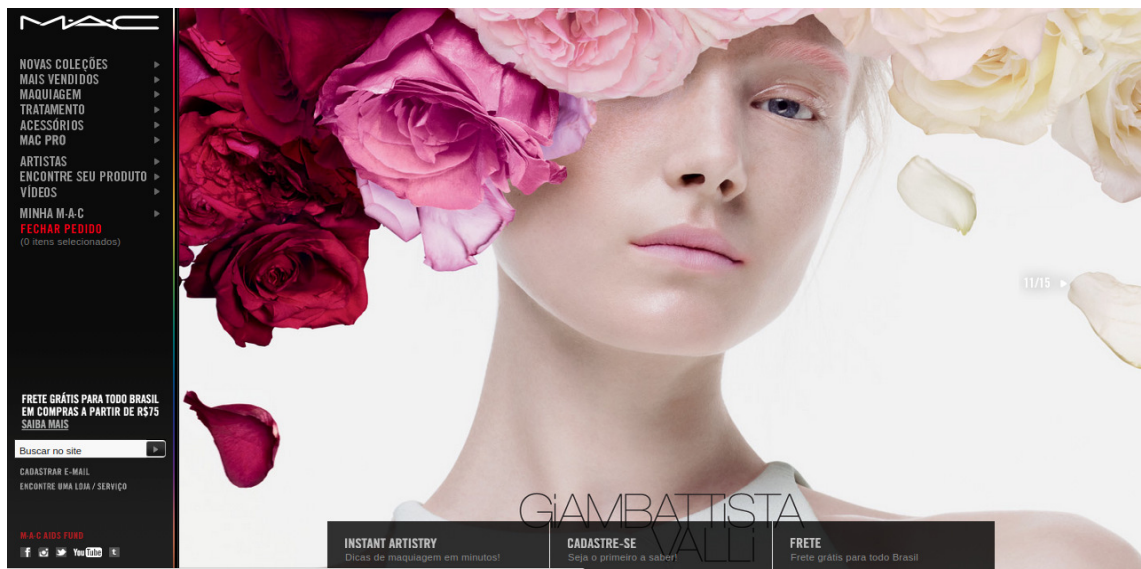 MAC
NOVAS COLEÇÕES
MAIS VENDIDOS
MAQUIAGEM
TRATAMENTO
ACESSÓRIOS
MAC PRO
ARTISTAS
ENCONTRE SEU PRODUTO
VÍDEOS
MINHA M·A·C
FECHAR PEDIDO
(0 itens selecionados)
FRETE GRÁTIS PARA TODO BRASIL
EM COMPRAS A PARTIR DE R$75
SAIBA MAIS
Buscar no site
CADASTRAR E-MAIL
ENCONTRE UMA LOJA / SERVIÇO
M·A·C AIDS FUND
f You Tube t
11/15
GiAMBATTiSTA
VALLi
INSTANT ARTISTRY
Dicas de maquiagem em minutos!
CADASTRE-SE
Seja o primeiro a saber!
FRETE
Frete grátis para todo Brasil